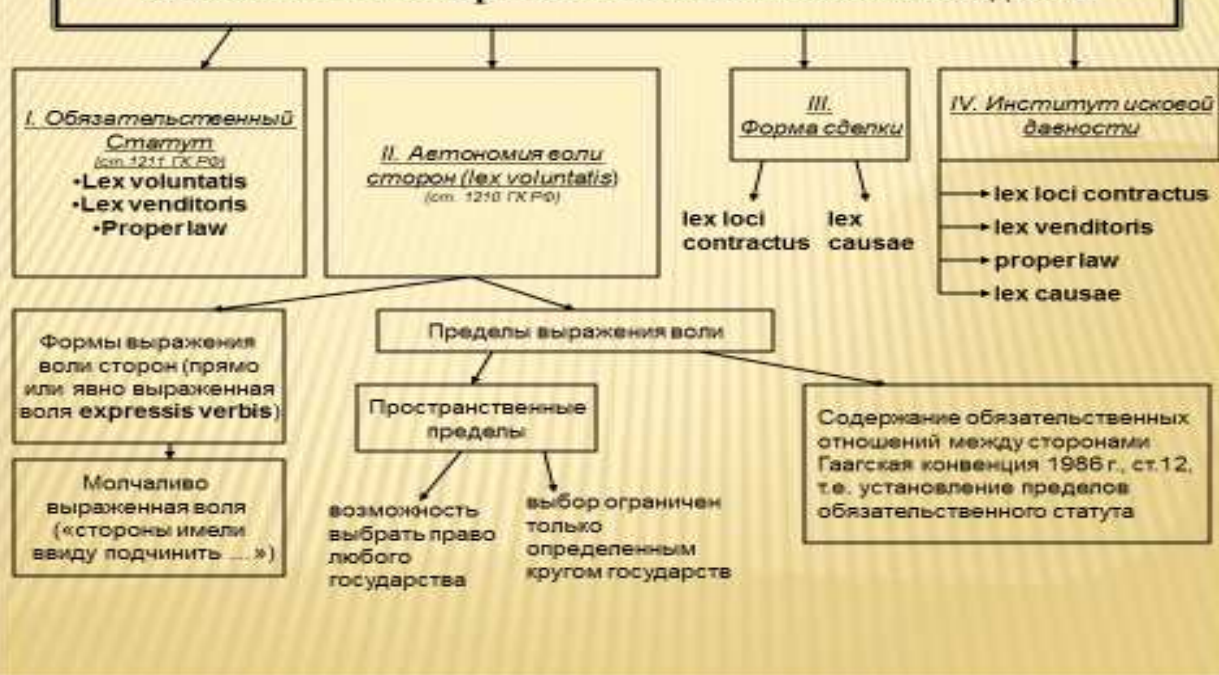 I. Обязательственный
Статут
(ст. 1211 ГК РФ)
•Lex voluntatis
•Lex venditoris
•Proper law
II. Автономия воли
сторон (lex voluntatis)
(ст. 1210 ГК РФ)
III.
Форма сделки
lex loci
contractus
lex
causae
IV. Институт исковой
давности
lex loci contractus
lex venditoris
proper law
lex causae
Формы выражения
воли сторон (прямо
или явно выраженная
воля expressis verbis)
Молчаливо
выраженная воля
(«стороны имели
ввиду подчинить ....»)
Пределы выражения воли
Пространственные
пределы
возможность
выбрать право
любого
государства
выбор ограничен
только
определенным
кругом государств
Содержание обязательственных
отношений между сторонами
Гаагская конвенция 1986 г., ст.12,
т.е. установление пределов
обязательственного статута